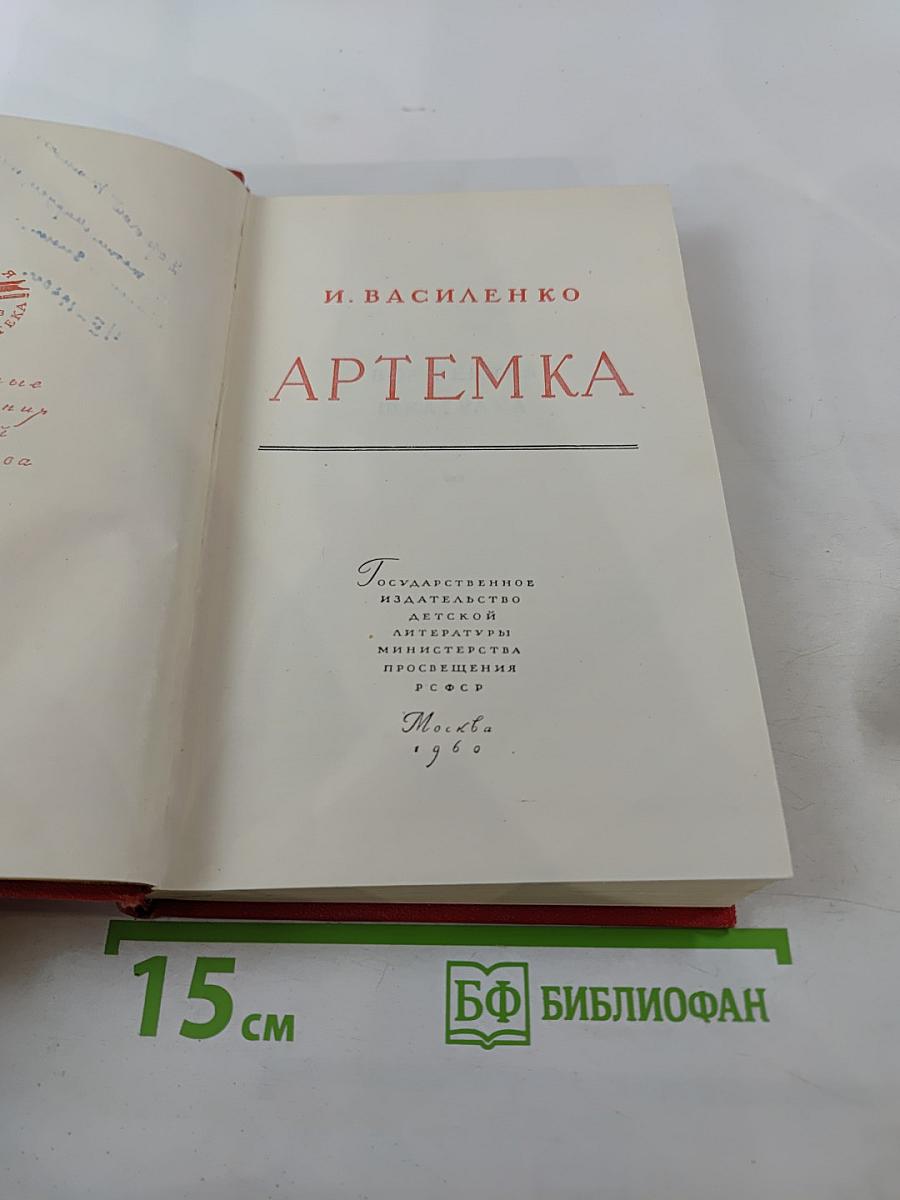 И. ВАСИЛЕНКО
АРТЕМКА
ГОСУДАРСТВЕННОЕ
ИЗДАТЕЛЬСТВО
ДЕТСКОЙ
ЛИТЕРАТУРЫ
МИНИСТЕРСТВА
ПРОСВЕЩЕНИЯ
РСФСР
Москва
1960
15 см
БФ БИБЛИОФАН